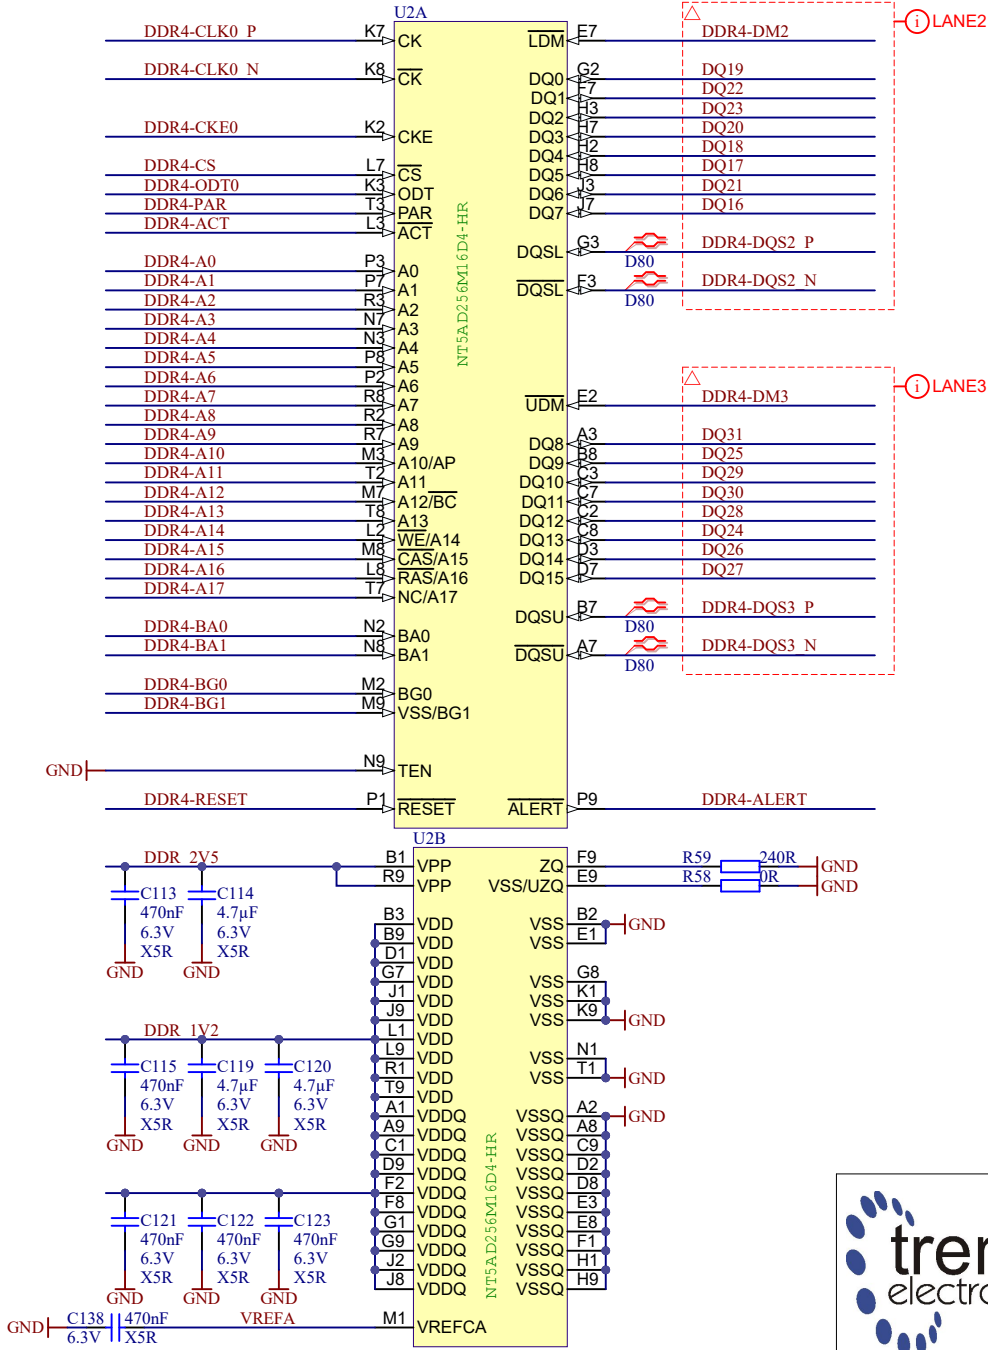 U2A
DDR4-CLK0_P K7 CK LDM E7 DDR4-DM2 i LANE2
DDR4-CLK0_N K8 CK DQ0 G2 DQ19
DQ1 F7 DQ22
DQ2 H3 DQ23
DDR4-CKE0 K2 CKE DQ3 H7 DQ20
DQ4 H2 DQ18
DDR4-CS L7 CS DQ5 H8 DQ17
DDR4-ODT0 K3 ODT DQ6 J3 DQ21
DDR4-PAR T3 PAR DQ7 J7 DQ16
DDR4-ACT L3 ACT
DQSL G3 D80 DDR4-DQS2_P
DDR4-A0 P3 A0
DDR4-A1 P7 A1 DQSL F3 D80 DDR4-DQS2_N
DDR4-A2 R3 A2
DDR4-A3 N7 A3
DDR4-A4 N3 A4
DDR4-A5 P8 A5
DDR4-A6 P2 A6 i LANE3
DDR4-A7 R8 A7 UDM E2 DDR4-DM3
DDR4-A8 R2 A8
DDR4-A9 R7 A9 DQ8 A3 DQ31
DDR4-A10 M3 A10/AP DQ9 B8 DQ25
DDR4-A11 T2 A11 DQ10 C3 DQ29
DDR4-A12 M7 A12/BC DQ11 C7 DQ30
DDR4-A13 T8 A13 DQ12 C2 DQ28
DDR4-A14 L2 WE/A14 DQ13 C8 DQ24
DDR4-A15 M8 CAS/A15 DQ14 D3 DQ26
DDR4-A16 L8 RAS/A16 DQ15 D7 DQ27
DDR4-A17 T7 NC/A17
DQSU B7 D80 DDR4-DQS3_P
DDR4-BA0 N2 BA0
DDR4-BA1 N8 BA1 DQSU A7 D80 DDR4-DQS3_N
DDR4-BG0 M2 BG0
DDR4-BG1 M9 VSS/BG1
GND N9 TEN
DDR4-RESET P1 RESET ALERT P9 DDR4-ALERT
NT5AD256M16D4-HR
U2B
DDR_2V5 B1 VPP ZQ F9 R59 240R GND
R9 VPP VSS/UZQ E9 R58 0R GND
C113 470nF 6.3V X5R GND
C114 4.7µF 6.3V X5R GND
B3 VDD VSS B2 GND
B9 VDD VSS E1
D1 VDD
G7 VDD VSS G8
J1 VDD VSS K1
J9 VDD VSS K9 GND
DDR_1V2 L1 VDD
L9 VDD VSS N1
R1 VDD VSS T1 GND
T9 VDD
C115 470nF 6.3V X5R GND
C119 4.7µF 6.3V X5R GND
C120 4.7µF 6.3V X5R GND
A1 VDDQ VSSQ A2 GND
A9 VDDQ VSSQ A8
C1 VDDQ VSSQ C9
D9 VDDQ VSSQ D2
F2 VDDQ VSSQ D8
F8 VDDQ VSSQ E3
G1 VDDQ VSSQ E8
G9 VDDQ VSSQ F1
J2 VDDQ VSSQ H1
J8 VDDQ VSSQ H9
C121 470nF 6.3V X5R GND
C122 470nF 6.3V X5R GND
C123 470nF 6.3V X5R GND
GND C138 6.3V 470nF X5R VREFA M1 VREFCA
NT5AD256M16D4-HR
tren
electro